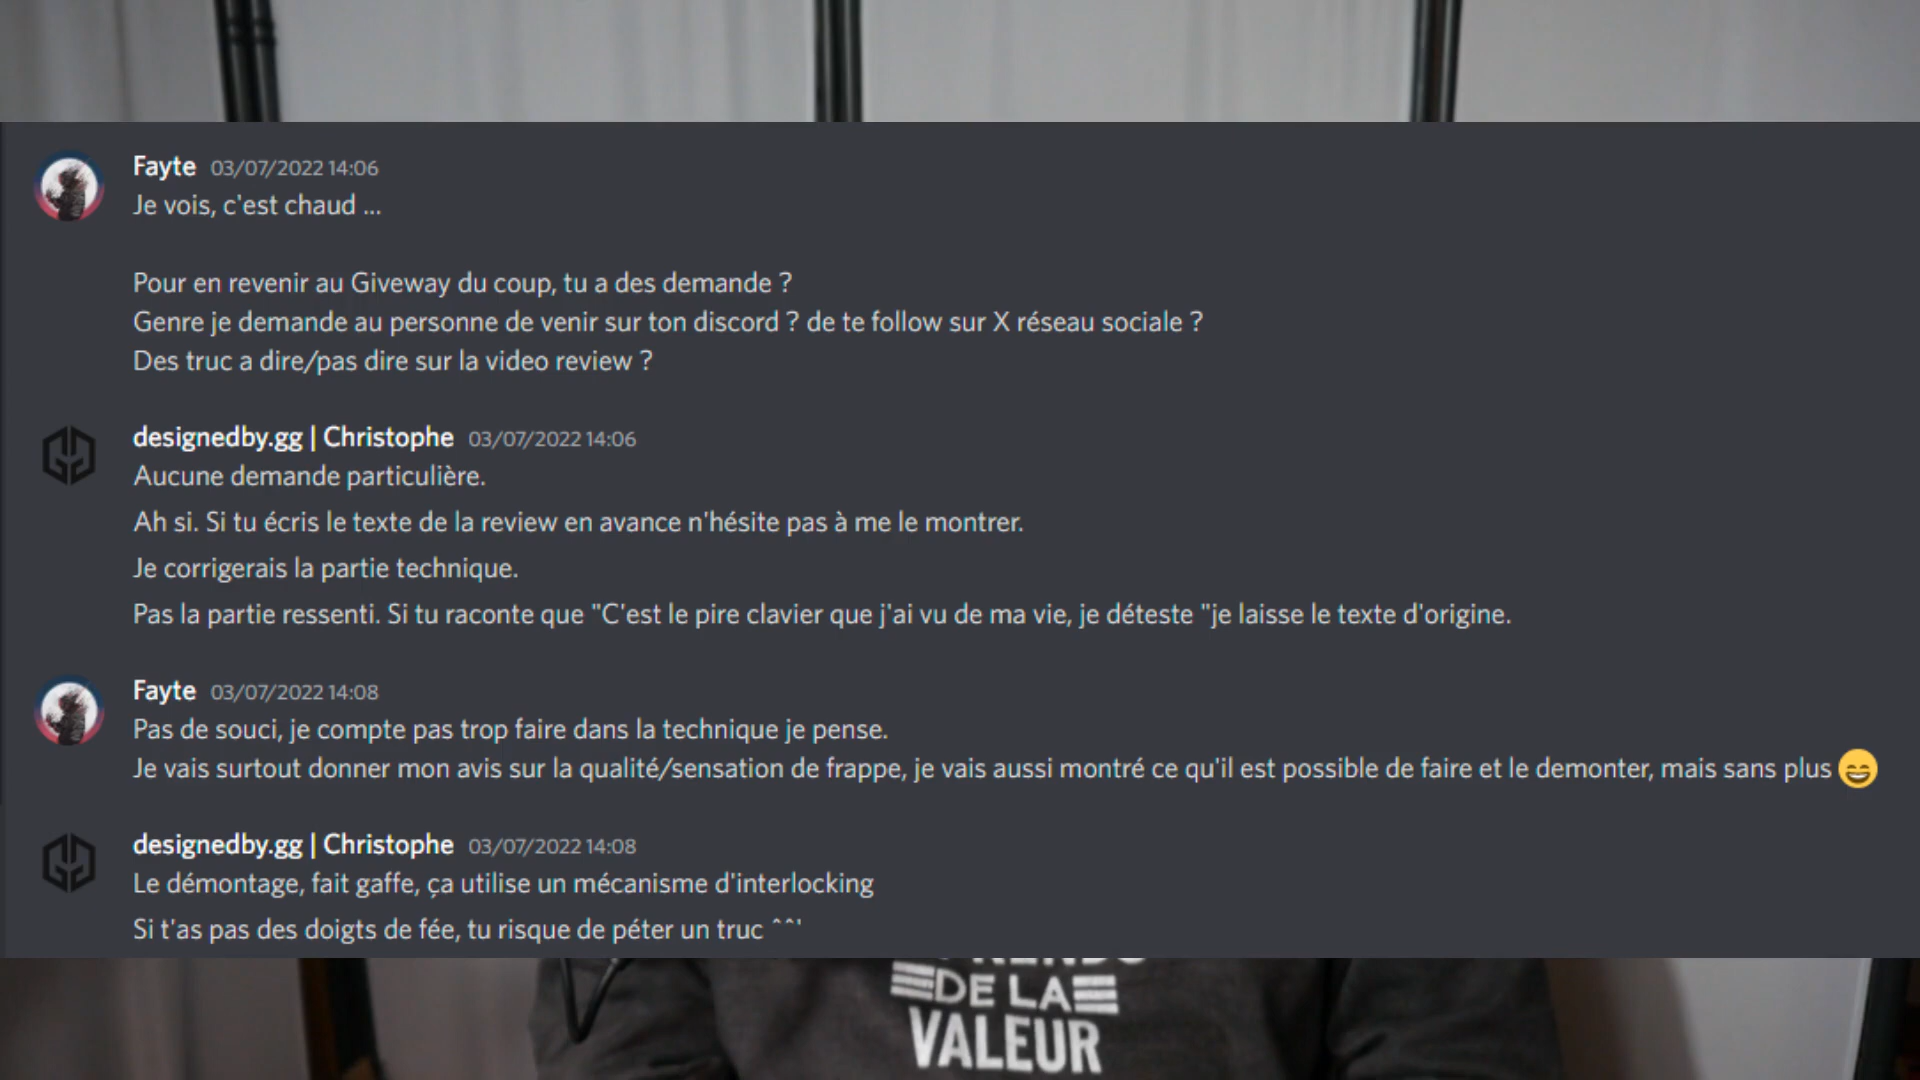 Fayte 03/07/2022 14:06
Je vois, c'est chaud ...
Pour en revenir au Giveway du coup, tu a des demande ?
Genre je demande au personne de venir sur ton discord ? de te follow sur X réseau sociale ?
Des truc a dire/pas dire sur la video review ?
designedby.gg | Christophe 03/07/2022 14:06
Aucune demande particulière.
Ah si. Si tu écris le texte de la review en avance n'hésite pas à me le montrer.
Je corrigerais la partie technique.
Pas la partie ressenti. Si tu raconte que "C'est le pire clavier que j'ai vu de ma vie, je déteste "je laisse le texte d'origine.
Fayte 03/07/2022 14:08
Pas de souci, je compte pas trop faire dans la technique je pense.
Je vais surtout donner mon avis sur la qualité/sensation de frappe, je vais aussi montré ce qu'il est possible de faire et le demonter, mais sans plus 😄
designedby.gg | Christophe 03/07/2022 14:08
Le démontage, fait gaffe, ça utilise un mécanisme d'interlocking
Si t'as pas des doigts de fée, tu risque de péter un truc ^^'
DE LA
VALEUR